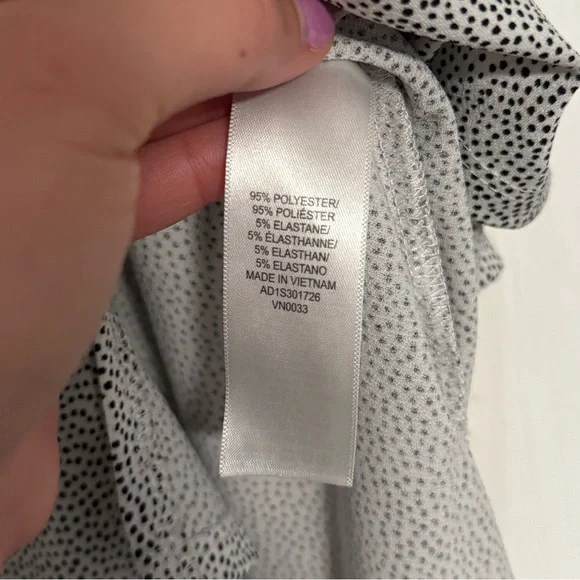 95% POLYESTER/
95% POLIÉSTER
5% ELASTANE/
5% ÉLASTHANNE/
5% ELASTHAN/
5% ELASTANO
MADE IN VIETNAM
AD1S301726
VN0033